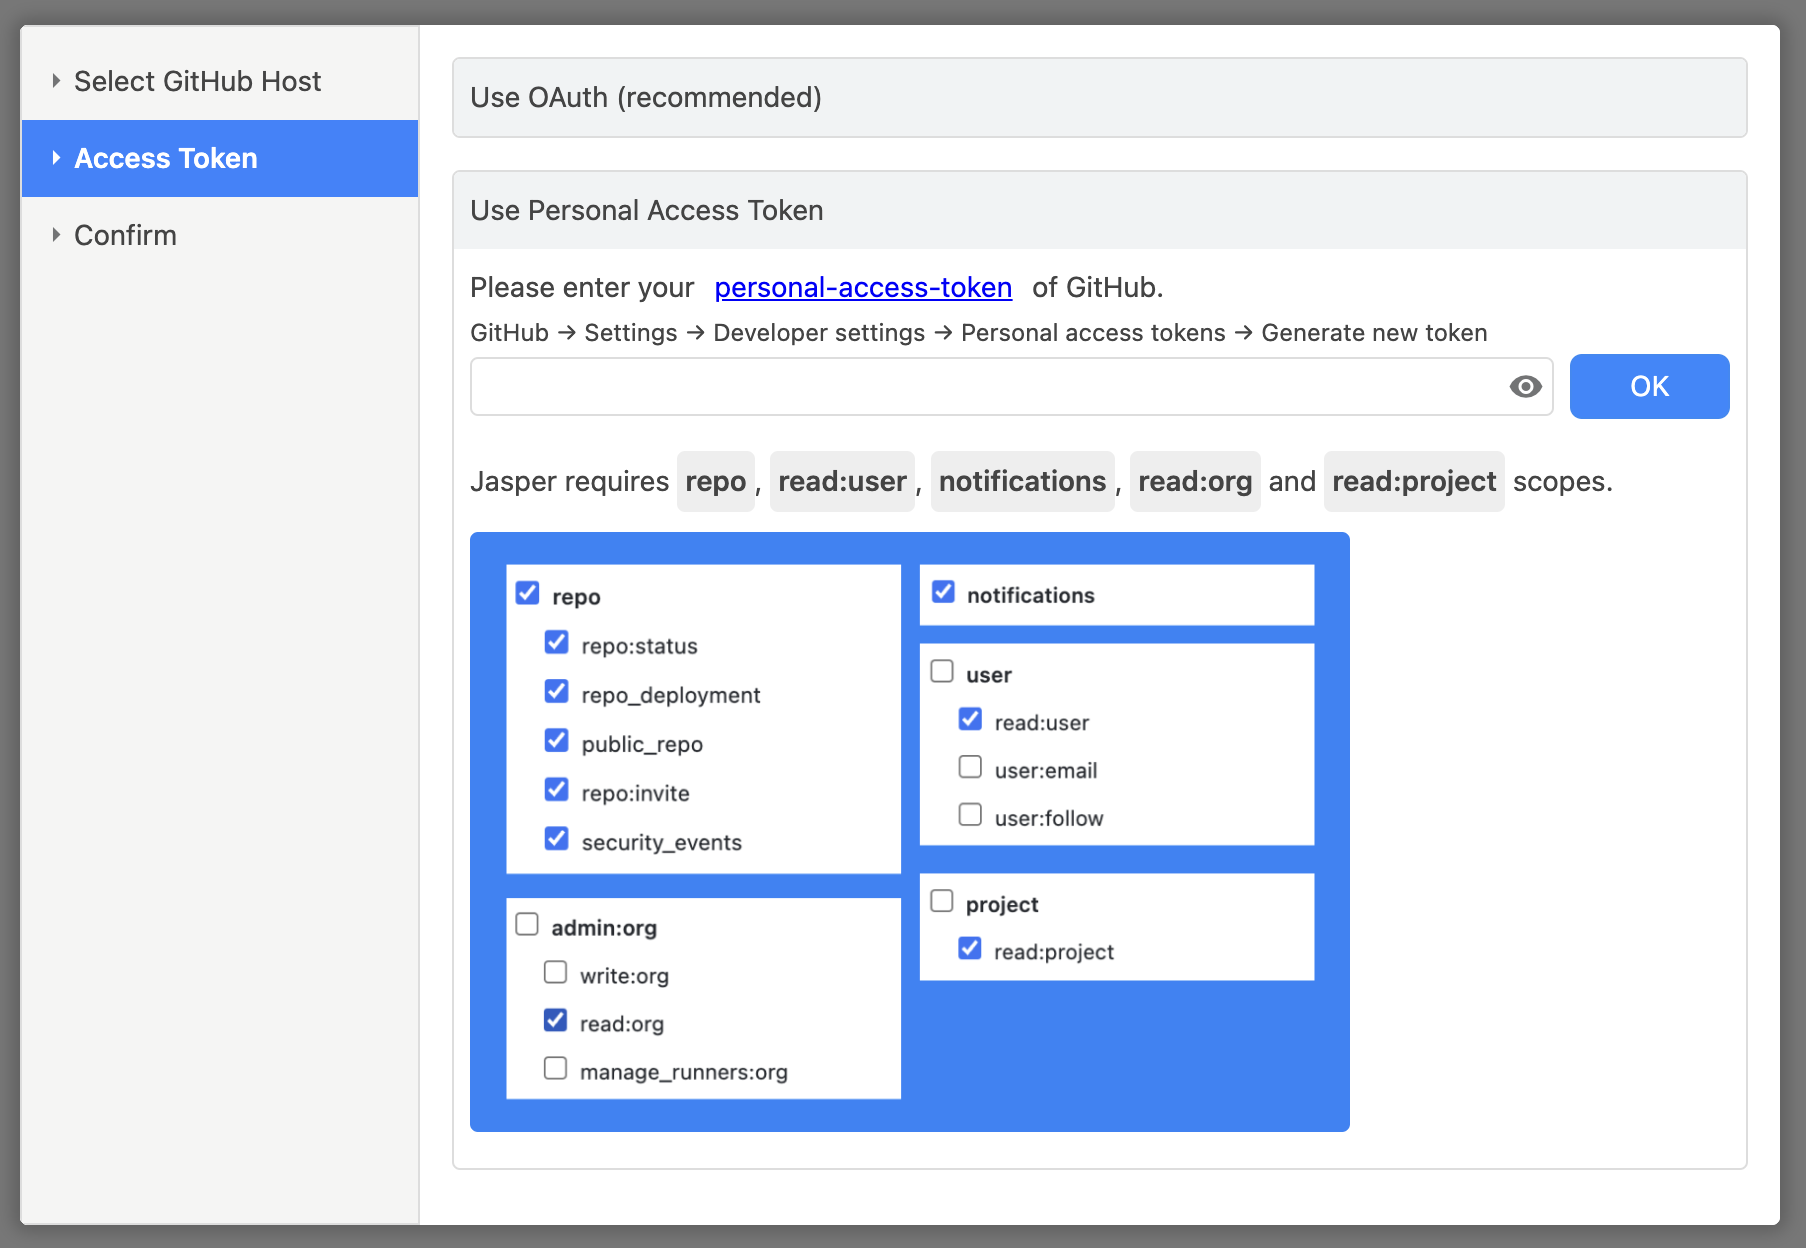 Select GitHub Host
Access Token
Confirm
Use OAuth (recommended)
Use Personal Access Token
Please enter your personal-access-token of GitHub.
GitHub → Settings → Developer settings → Personal access tokens → Generate new token
OK
Jasper requires repo, read:user, notifications, read:org and read:project scopes.
repo
repo:status
repo_deployment
public_repo
repo:invite
security_events
admin:org
write:org
read:org
manage_runners:org
notifications
user
read:user
user:email
user:follow
project
read:project